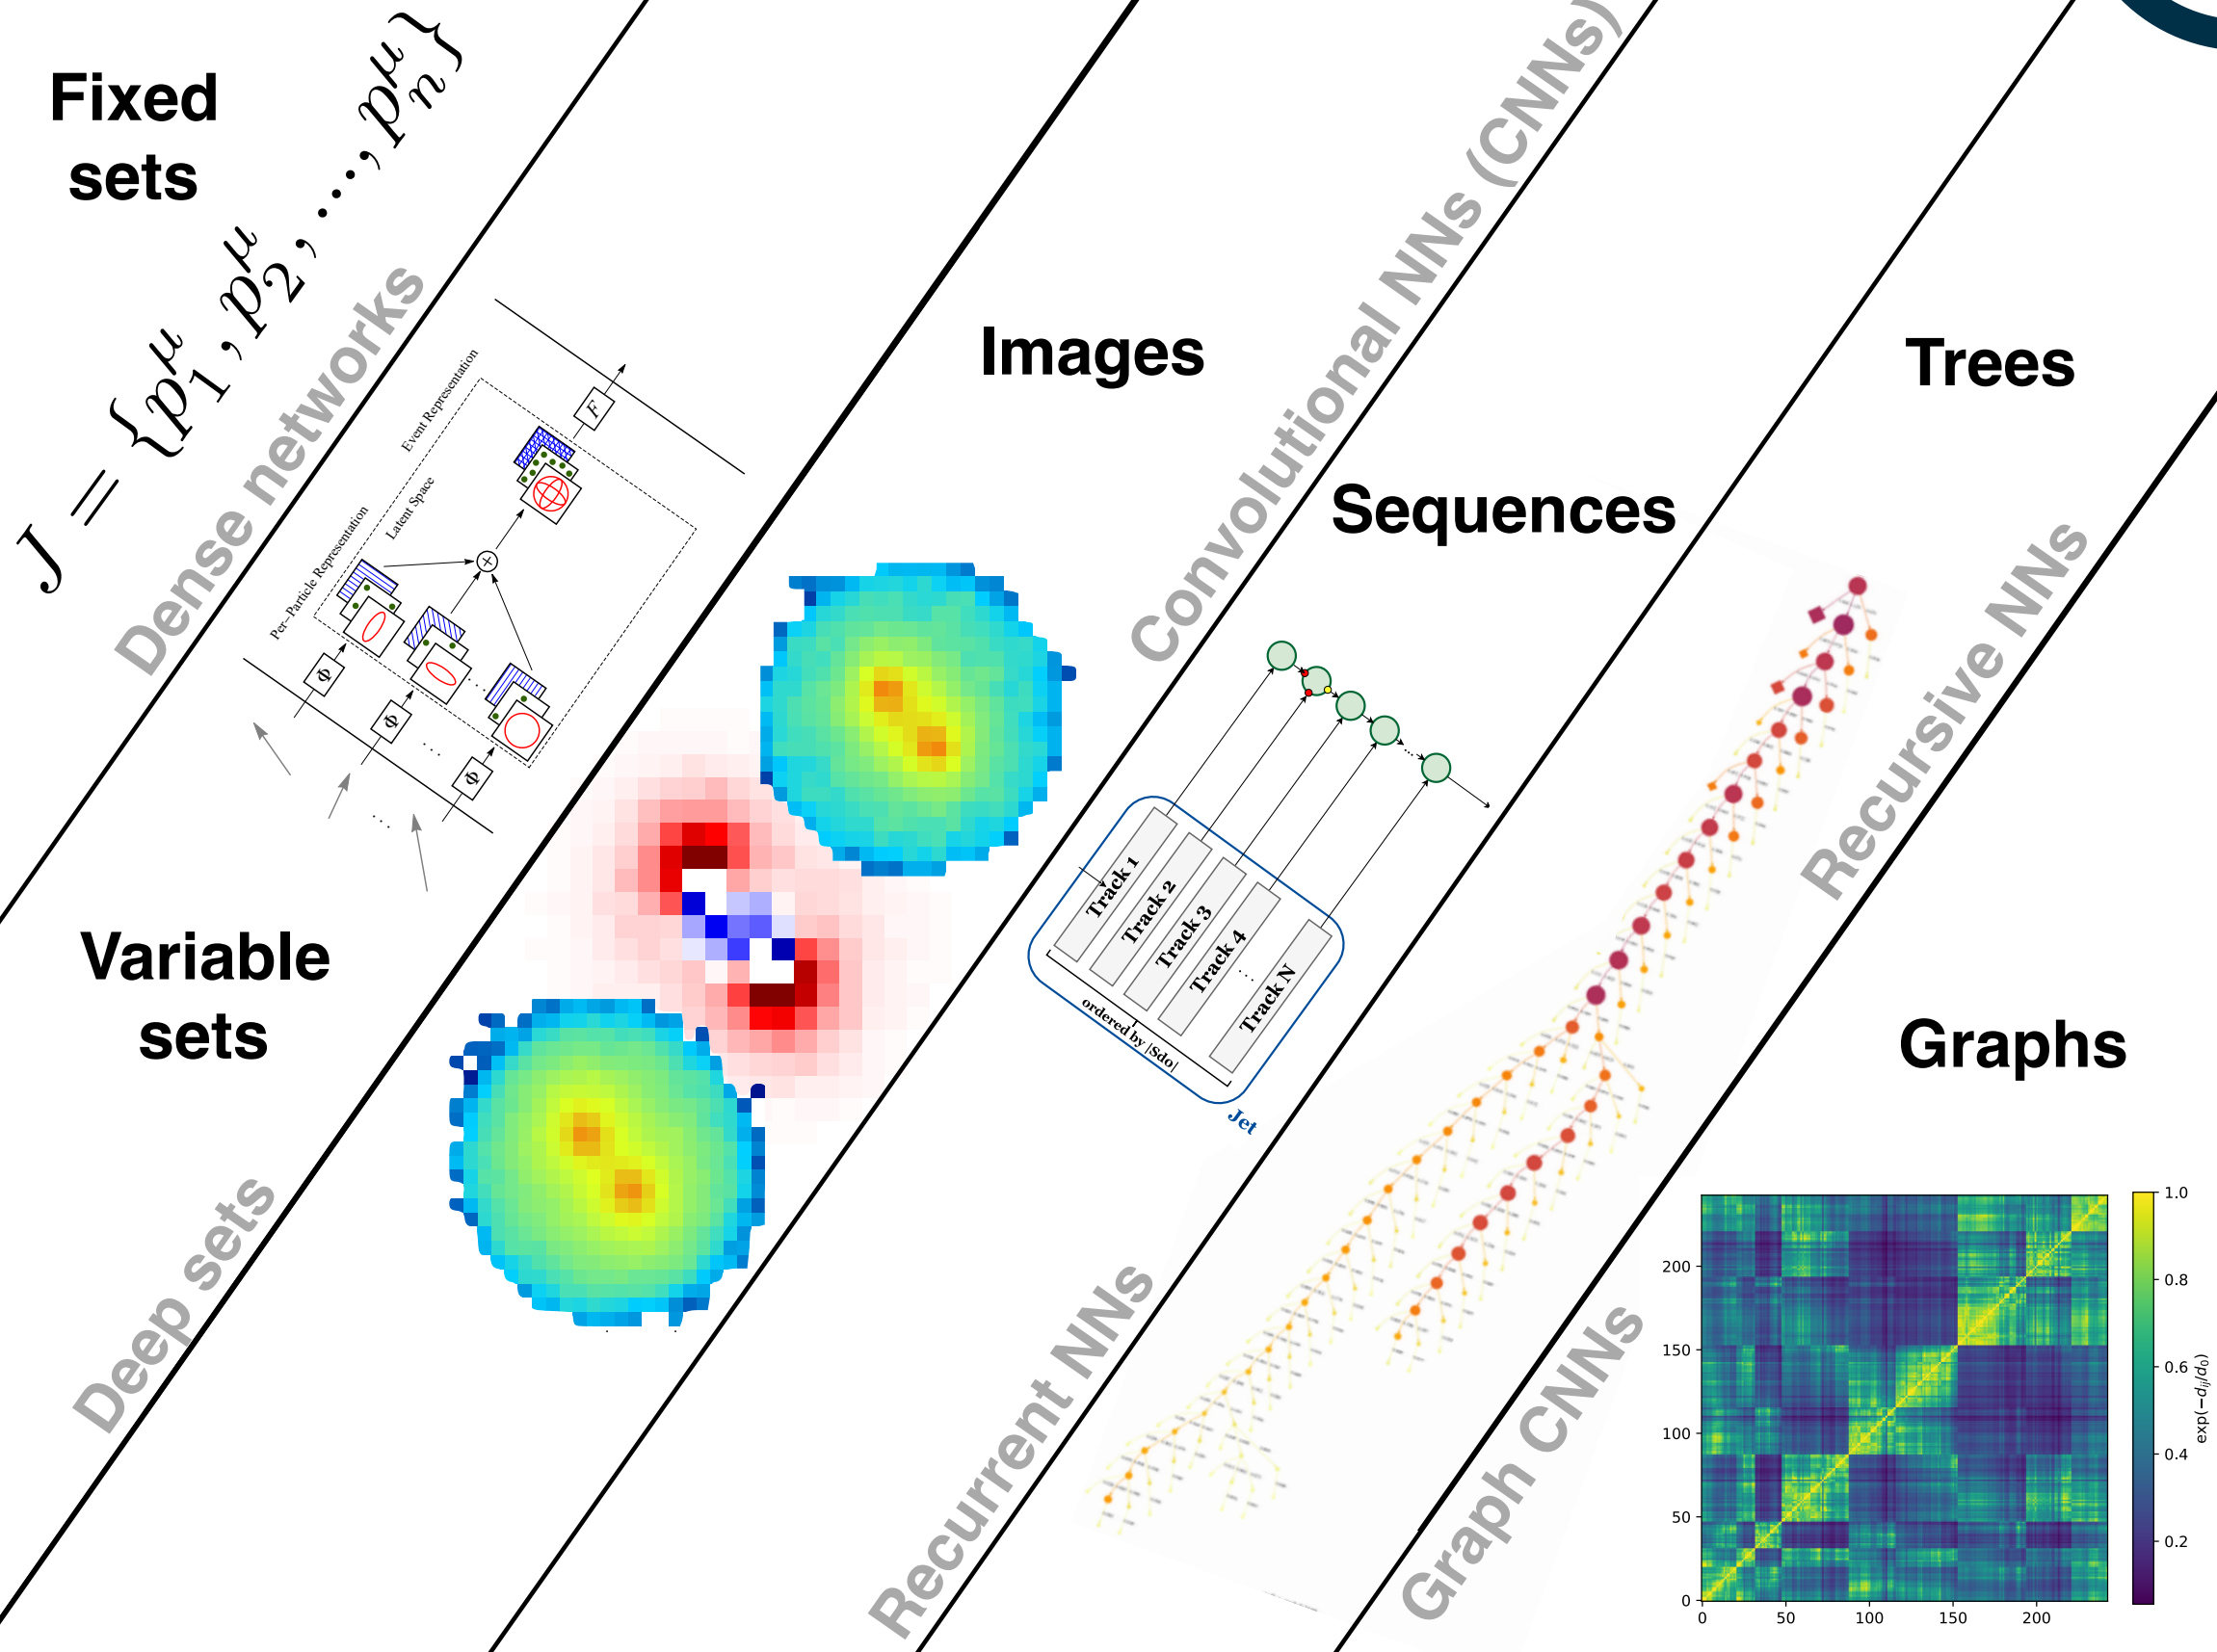 Fixed
sets
J = {p₁^μ, p₂^μ, ..., pₙ^μ}
Dense networks
Per-Particle Representation
Event Representation
Latent Space
Φ
Φ
...
Φ
F
Variable
sets
Deep sets
Images
Convolutional NNs (CNNs)
Sequences
Track 1
Track 2
Track 3
Track 4
...
Track N
ordered by |Sd0|
Jet
Recurrent NNs
Trees
Recursive NNs
Graphs
Graph CNNs
200
150
100
50
0
0 50 100 150 200
1.0
0.8
0.6
0.4
0.2
exp(−d_ij/d_0)